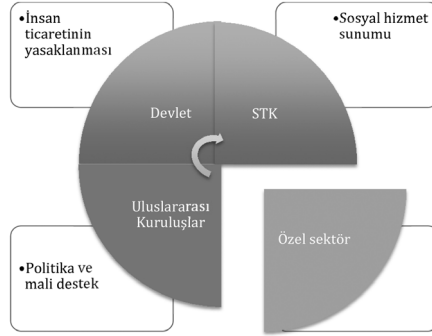 •İnsan
ticaretinin
yasaklanması
•Sosyal hizmet
sunumu
Devlet
STK
Uluslararası
Kuruluşlar
Özel sektör
•Politika ve
mali destek